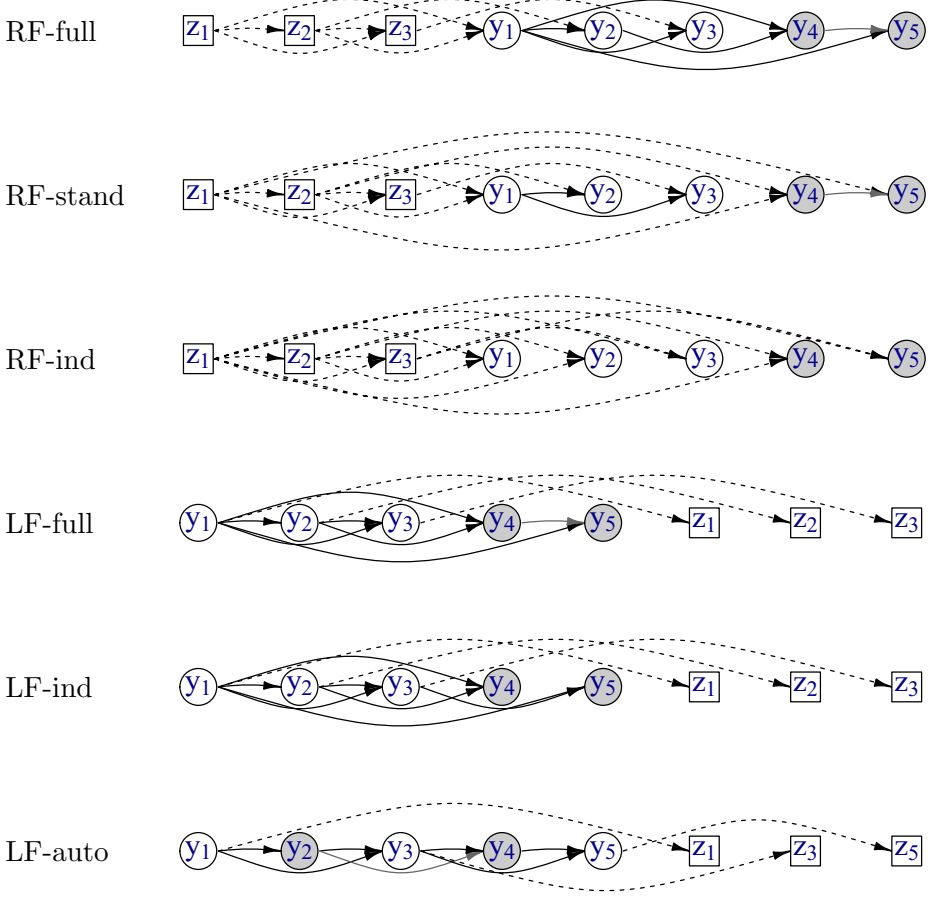 RF-full z1 z2 z3 y1 y2 y3 y4 y5
RF-stand z1 z2 z3 y1 y2 y3 y4 y5
RF-ind z1 z2 z3 y1 y2 y3 y4 y5
LF-full y1 y2 y3 y4 y5 z1 z2 z3
LF-ind y1 y2 y3 y4 y5 z1 z2 z3
LF-auto y1 y2 y3 y4 y5 z1 z3 z5